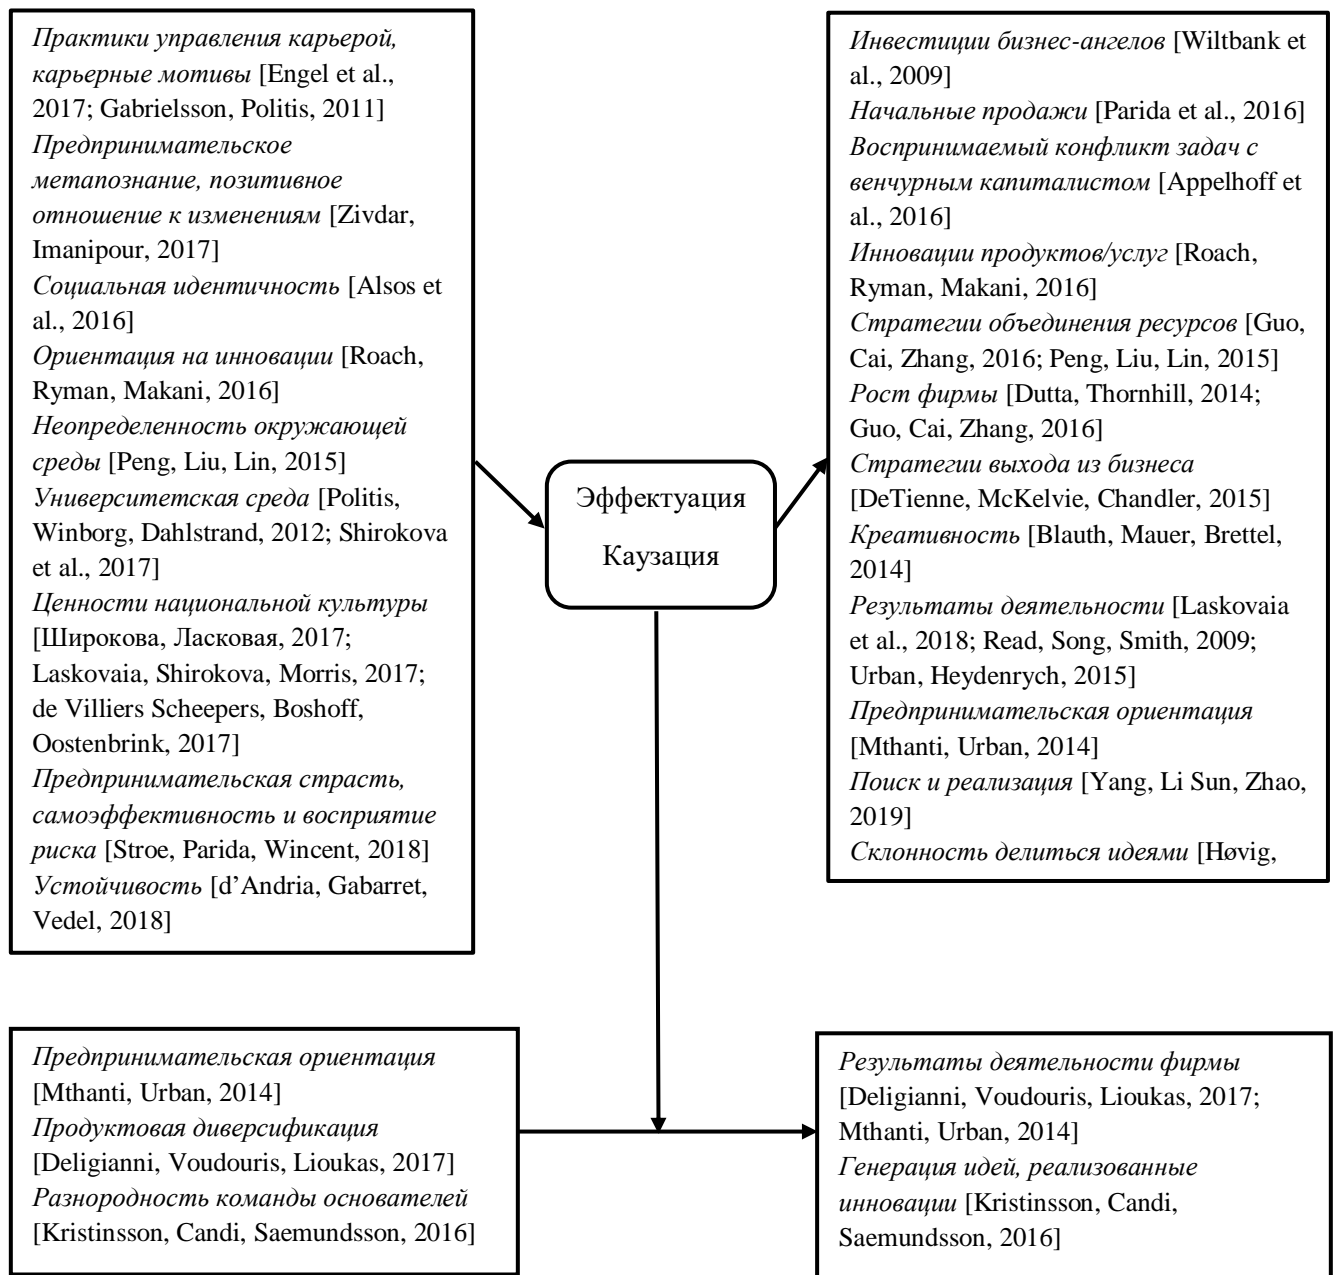 Практики управления карьерой,
карьерные мотивы [Engel et al.,
2017; Gabrielsson, Politis, 2011]
Предпринимательское
метапознание, позитивное
отношение к изменениям [Zivdar,
Imanipour, 2017]
Социальная идентичность [Alsos et
al., 2016]
Ориентация на инновации [Roach,
Ryman, Makani, 2016]
Неопределенность окружающей
среды [Peng, Liu, Lin, 2015]
Университетская среда [Politis,
Winborg, Dahlstrand, 2012; Shirokova
et al., 2017]
Ценности национальной культуры
[Широкова, Ласковая, 2017;
Laskovaia, Shirokova, Morris, 2017;
de Villiers Scheepers, Boshoff,
Oostenbrink, 2017]
Предпринимательская страсть,
самоэффективность и восприятие
риска [Stroe, Parida, Wincent, 2018]
Устойчивость [d’Andria, Gabarret,
Vedel, 2018]
Эффектуация
Каузация
Инвестиции бизнес-ангелов [Wiltbank et
al., 2009]
Начальные продажи [Parida et al., 2016]
Воспринимаемый конфликт задач с
венчурным капиталистом [Appelhoff et
al., 2016]
Инновации продуктов/услуг [Roach,
Ryman, Makani, 2016]
Стратегии объединения ресурсов [Guo,
Cai, Zhang, 2016; Peng, Liu, Lin, 2015]
Рост фирмы [Dutta, Thornhill, 2014;
Guo, Cai, Zhang, 2016]
Стратегии выхода из бизнеса
[DeTienne, McKelvie, Chandler, 2015]
Креативность [Blauth, Mauer, Brettel,
2014]
Результаты деятельности [Laskovaia
et al., 2018; Read, Song, Smith, 2009;
Urban, Heydenrych, 2015]
Предпринимательская ориентация
[Mthanti, Urban, 2014]
Поиск и реализация [Yang, Li Sun, Zhao,
2019]
Склонность делиться идеями [Høvig,
Предпринимательская ориентация
[Mthanti, Urban, 2014]
Продуктовая диверсификация
[Deligianni, Voudouris, Lioukas, 2017]
Разнородность команды основателей
[Kristinsson, Candi, Saemundsson, 2016]
Результаты деятельности фирмы
[Deligianni, Voudouris, Lioukas, 2017;
Mthanti, Urban, 2014]
Генерация идей, реализованные
инновации [Kristinsson, Candi,
Saemundsson, 2016]